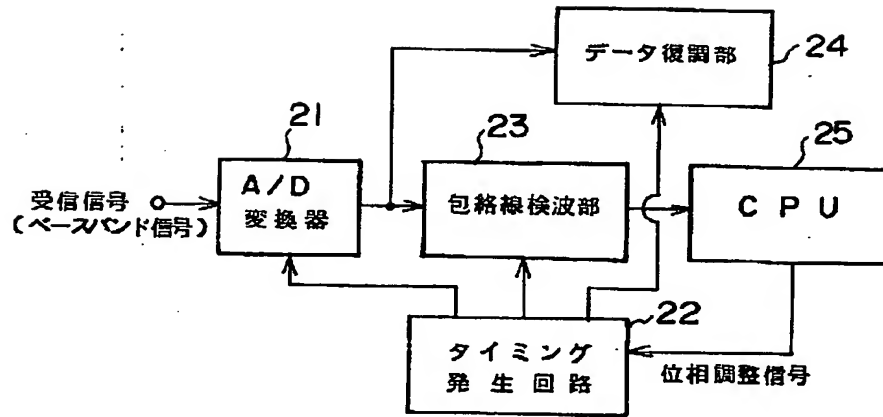 24
データ復調部
21
23
25
A/D
変換器
受信信号
(ベースバンド信号)
包絡線検波部
CPU
22
タイミング
発生回路
位相調整信号